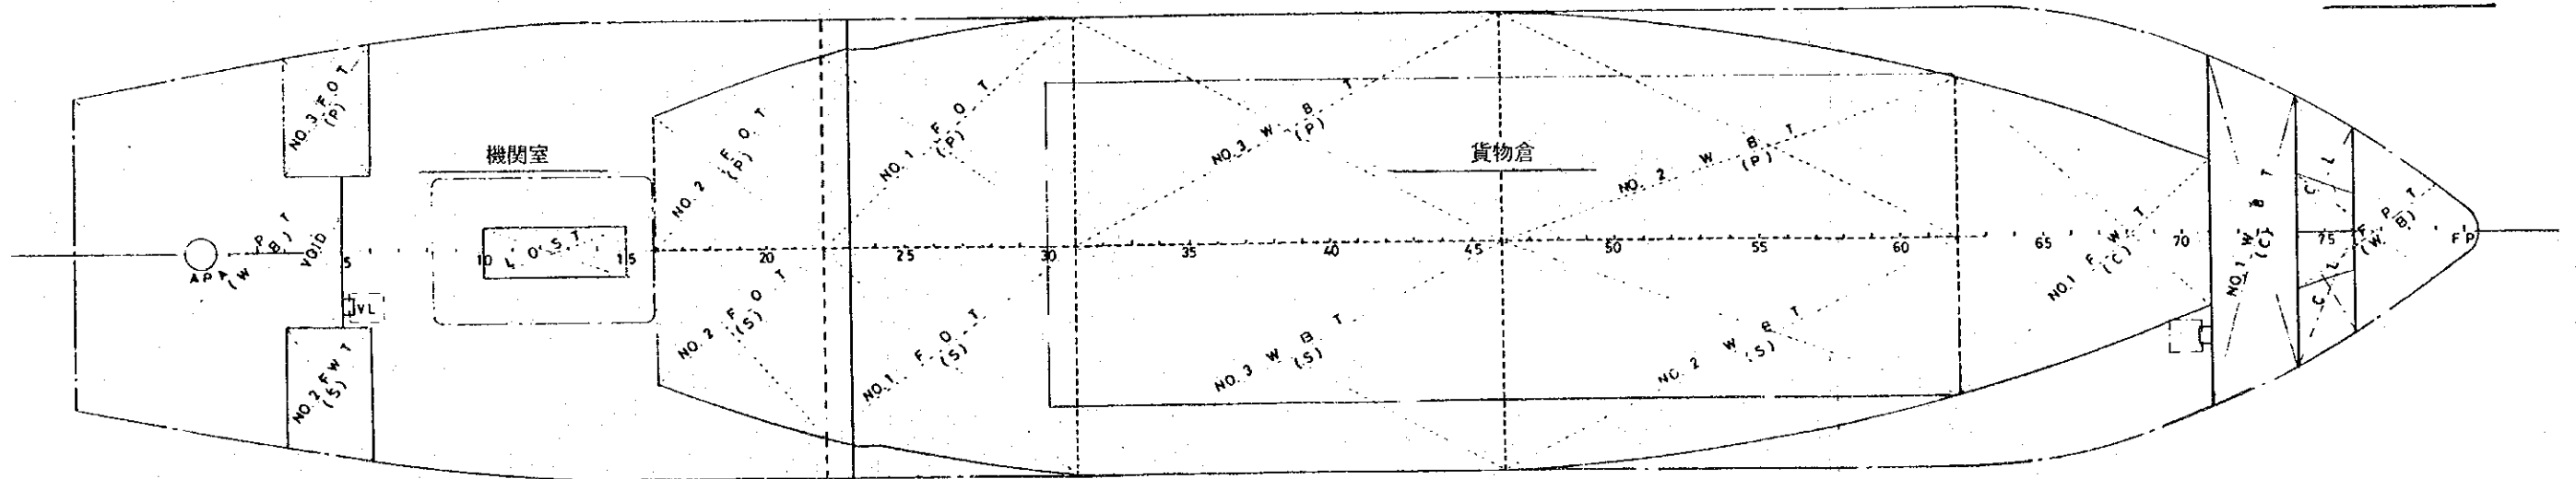 NO.3 F O T
(P)
機関室
NO. 2 F O T
(P)
NO. 1 F O T
(P)
NO. 3 W B T
(P)
貨物倉
NO. 2 W B T
(P)
A P
A P T
(W B)
VOID
5
10
L O S T
15
20
25
30
35
40
45
50
55
60
65
70
75
F P
VL
NO.2 F W T
(S)
NO. 2 F O T
(S)
NO. 1 F O T
(S)
NO. 3 W B T
(S)
NO. 2 W B T
(S)
NO.1 F W T
(C)
NO. 1 W B T
(C)
C L
C L
F P T
(W B)